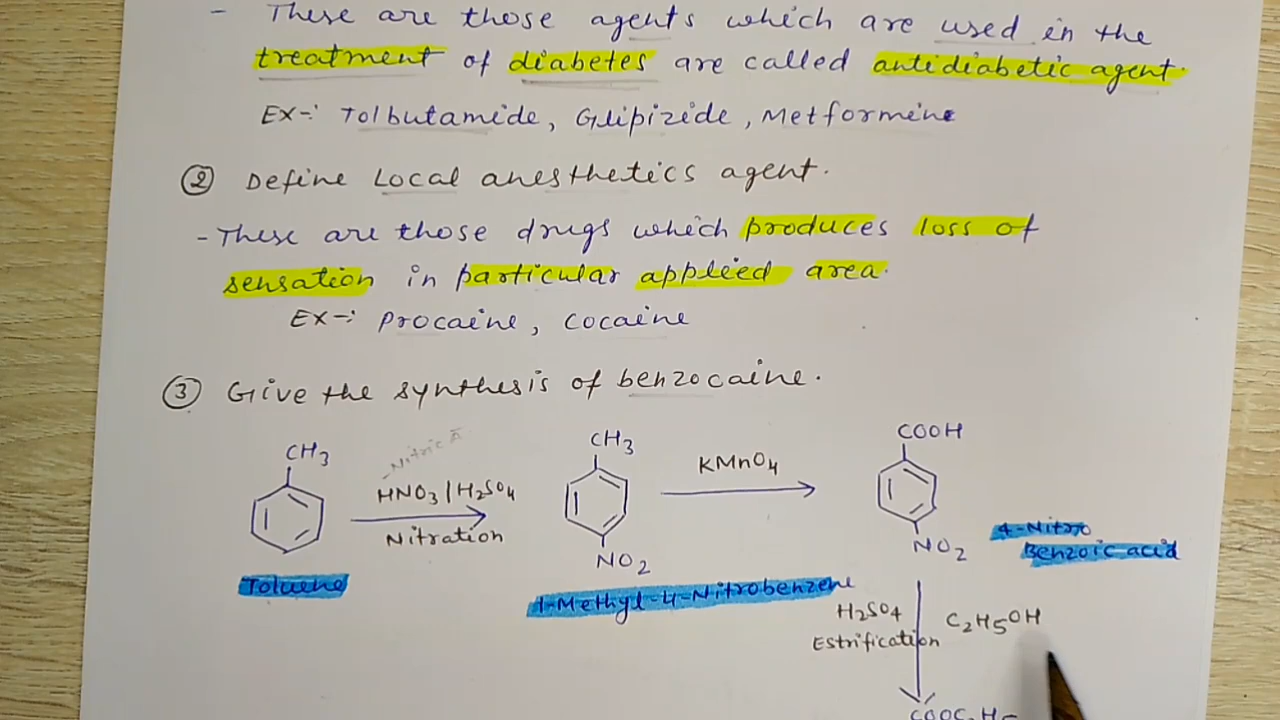 - These are those agents which are used in the
treatment of diabetes are called antidiabetic agent.
EX-: Tolbutamide, Glipizide, Metformine
② Define Local anesthetics agent.
- These are those drugs which produces loss of
sensation in particular applied area.
EX-: Procaine, Cocaine
③ Give the synthesis of benzocaine.
CH3
Nitric
HNO3 / H2SO4
Nitration
Toluene
CH3
NO2
1-Methyl-4-Nitrobenzene
KMnO4
COOH
NO2
4-Nitro
Benzoic acid
H2SO4
Estrification
C2H5OH